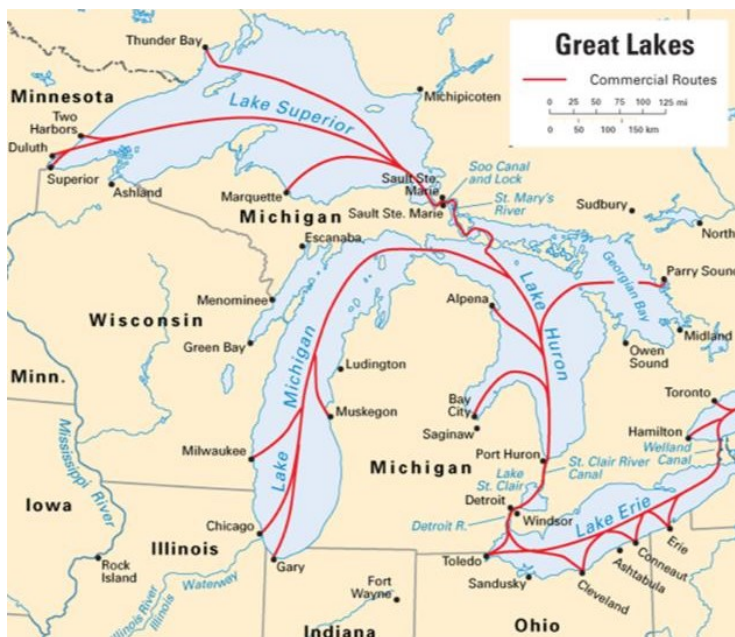 Great Lakes
Commercial Routes
0 25 50 75 100 125 mi
0 50 100 150 km
Thunder Bay
Minnesota
Two
Harbors
Duluth
Superior
Ashland
Lake Superior
Michipicoten
Marquette
Michigan
Sault Ste.
Marie
Sault Ste. Marie
Soo Canal
and Lock
St. Mary's
River
Sudbury
North
Escanaba
Menominee
Wisconsin
Green Bay
Minn.
Mississippi River
Lake Michigan
Ludington
Muskegon
Milwaukee
Alpena
Lake Huron
Georgian Bay
Parry Sound
Midland
Owen
Sound
Bay
City
Saginaw
Michigan
Port Huron
St. Clair River
Canal
Lake
St. Clair
Detroit
Windsor
Detroit R.
Toronto
Hamilton
Welland
Canal
Iowa
Chicago
Illinois
Gary
Rock
Island
Illinois River
Illinois
Waterway
Fort
Wayne
Indiana
Toledo
Sandusky
Lake Erie
Cleveland
Ashtabula
Conneaut
Erie
Ohio